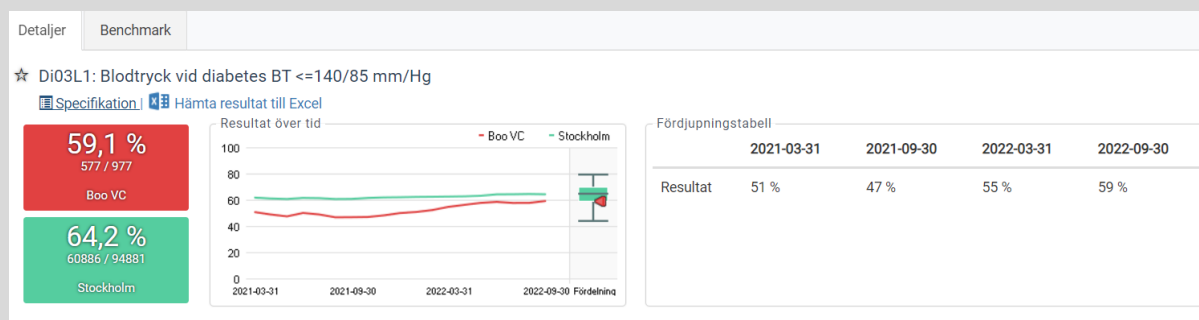 Detaljer Benchmark
☆ Di03L1: Blodtryck vid diabetes BT <=140/85 mm/Hg
Specifikation | Hämta resultat till Excel
59,1 %
577 / 977
Boo VC
64,2 %
60886 / 94881
Stockholm
Resultat över tid
Boo VC Stockholm
100
80
60
40
20
0
2021-03-31 2021-09-30 2022-03-31 2022-09-30 Fördelning
Fördjupningstabell
2021-03-31 2021-09-30 2022-03-31 2022-09-30
Resultat 51 % 47 % 55 % 59 %